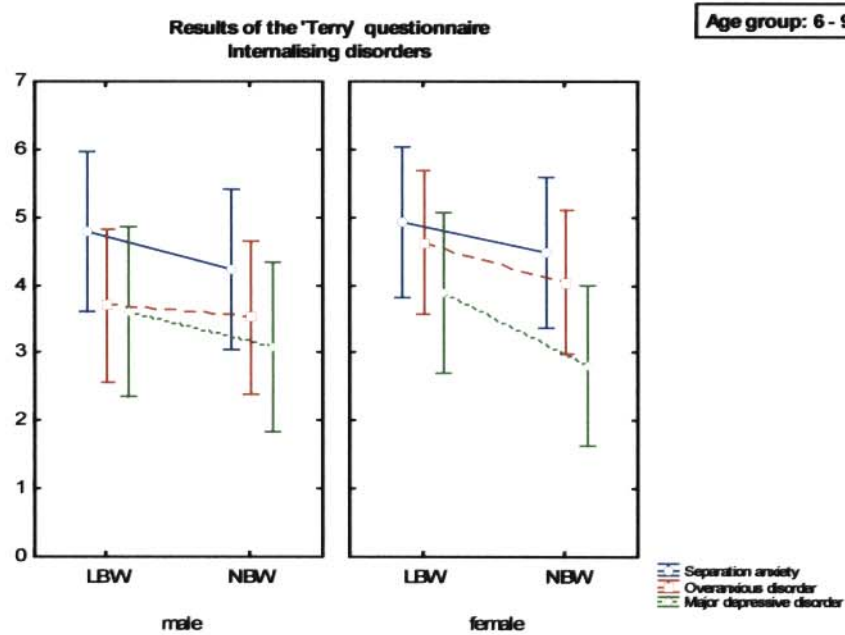 Results of the 'Terry' questionnaire
Internalising disorders
Age group: 6 - 9
7
6
5
4
3
2
1
0
LBW NBW LBW NBW
male female
Separation anxiety
Overanxious disorder
Major depressive disorder